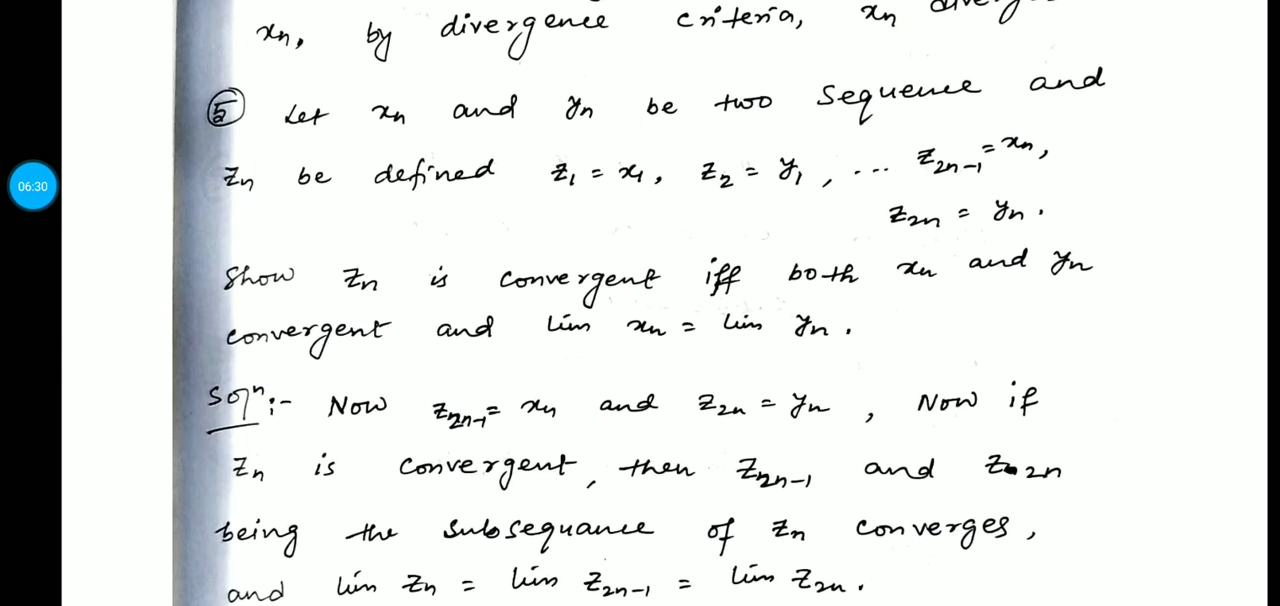 xn, by divergence criteria, xn
⑤ Let xn and yn be two sequence and
zn be defined z1 = x1, z2 = y1, ... z2n-1 = xn,
z2n = yn.
06:30
Show zn is convergent iff both xn and yn
convergent and lim xn = lim yn.
Solⁿ:- Now z2n-1 = xn and z2n = yn, Now if
zn is convergent, then z2n-1 and z2n
being the subsequance of zn converges,
and lim zn = lim z2n-1 = lim z2n.